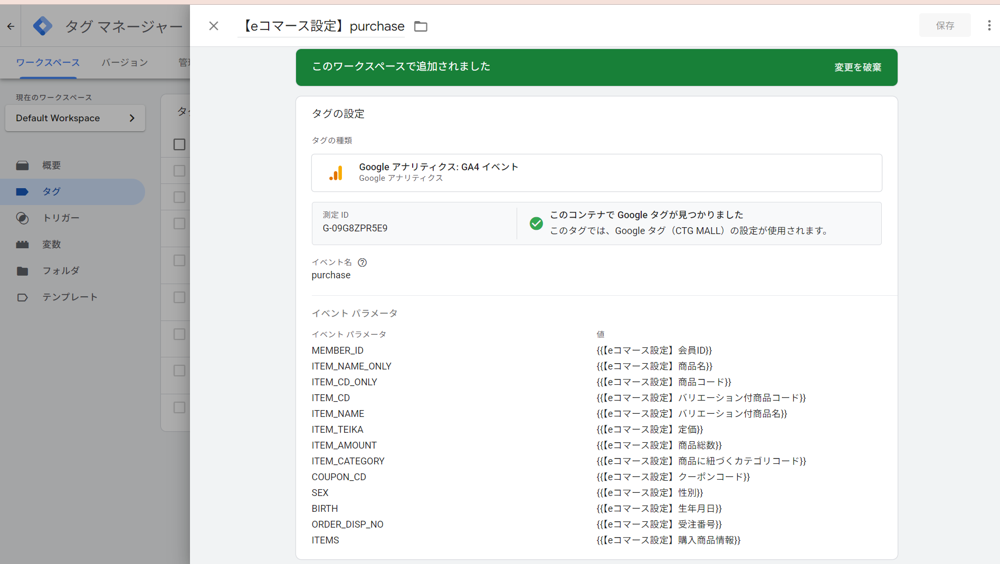 タグ マネージャー
【eコマース設定】purchase
保存
ワークスペース
バージョン
現在のワークスペース
Default Workspace
概要
タグ
トリガー
変数
フォルダ
テンプレート
このワークスペースで追加されました
変更を破棄
タグの設定
タグの種類
Google アナリティクス: GA4 イベント
Google アナリティクス
測定 ID
G-09G8ZPR5E9
このコンテナで Google タグが見つかりました
このタグでは、Google タグ（CTG MALL）の設定が使用されます。
イベント名
purchase
イベント パラメータ
イベント パラメータ 値
MEMBER_ID {{【eコマース設定】会員ID}}
ITEM_NAME_ONLY {{【eコマース設定】商品名}}
ITEM_CD_ONLY {{【eコマース設定】商品コード}}
ITEM_CD {{【eコマース設定】バリエーション付商品コード}}
ITEM_NAME {{【eコマース設定】バリエーション付商品名}}
ITEM_TEIKA {{【eコマース設定】定価}}
ITEM_AMOUNT {{【eコマース設定】商品総数}}
ITEM_CATEGORY {{【eコマース設定】商品に紐づくカテゴリコード}}
COUPON_CD {{【eコマース設定】クーポンコード}}
SEX {{【eコマース設定】性別}}
BIRTH {{【eコマース設定】生年月日}}
ORDER_DISP_NO {{【eコマース設定】受注番号}}
ITEMS {{【eコマース設定】購入商品情報}}